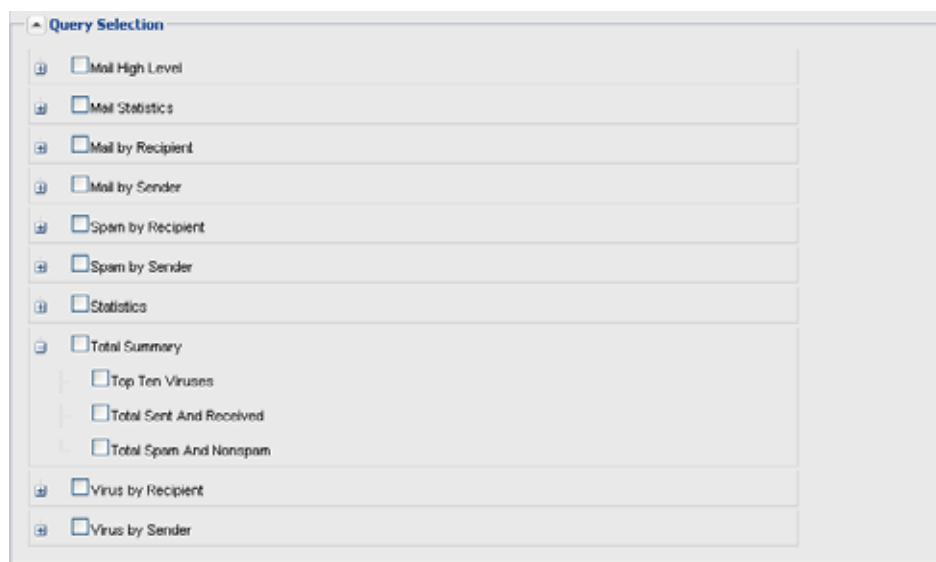 Query Selection
Mail High Level
Mail Statistics
Mail by Recipient
Mail by Sender
Spam by Recipient
Spam by Sender
Statistics
Total Summary
Top Ten Viruses
Total Sent And Received
Total Spam And Nonspam
Virus by Recipient
Virus by Sender